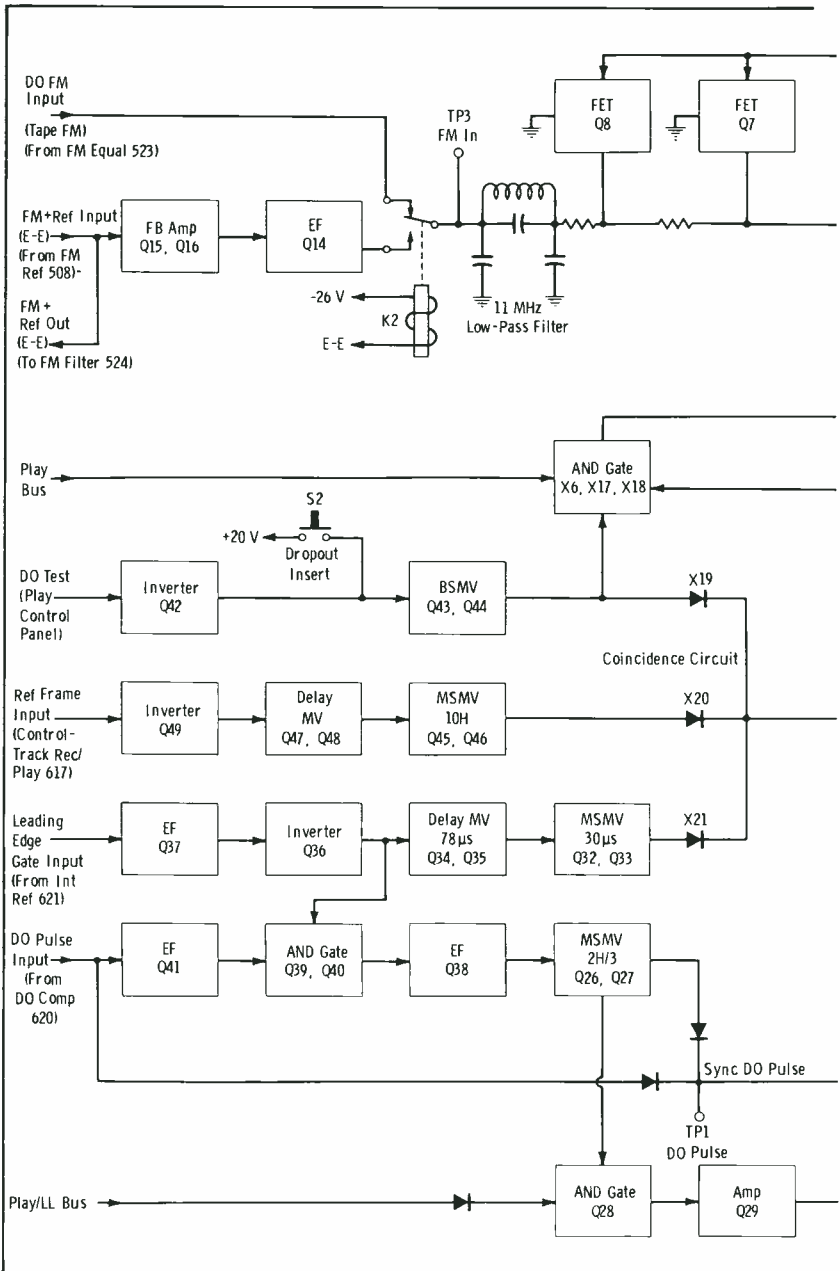 DO FM
Input
(Tape FM)
(From FM Equal 523)
TP3
FM In
FET
Q8
FET
Q7
FM+Ref Input
(E-E)
(From FM
Ref 508)-
FB Amp
Q15, Q16
EF
Q14
FM +
Ref Out
(E-E)
(To FM Filter 524)
-26 V
K2
E-E
11 MHz
Low-Pass Filter
Play
Bus
AND Gate
X6, X17, X18
S2
+20 V
Dropout
Insert
DO Test
(Play
Control
Panel)
Inverter
Q42
BSMV
Q43, Q44
X19
Coincidence Circuit
Ref Frame
Input
(Control-
Track Rec/
Play 617)
Inverter
Q49
Delay
MV
Q47, Q48
MSMV
10H
Q45, Q46
X20
Leading
Edge
Gate Input
(From Int
Ref 621)
EF
Q37
Inverter
Q36
Delay MV
78μs
Q34, Q35
MSMV
30μs
Q32, Q33
X21
DO Pulse
Input
(From
DO Comp
620)
EF
Q41
AND Gate
Q39, Q40
EF
Q38
MSMV
2H/3
Q26, Q27
Sync DO Pulse
TP1
DO Pulse
Play/LL Bus
AND Gate
Q28
Amp
Q29